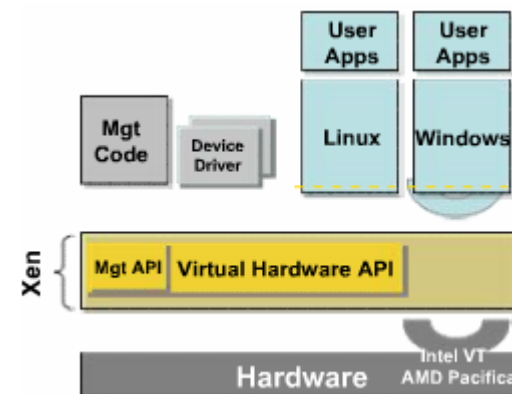 User
Apps
User
Apps
Mgt
Code
Device
Driver
Linux
Windows
Xen
Mgt API
Virtual Hardware API
Hardware
Intel VT
AMD Pacifica